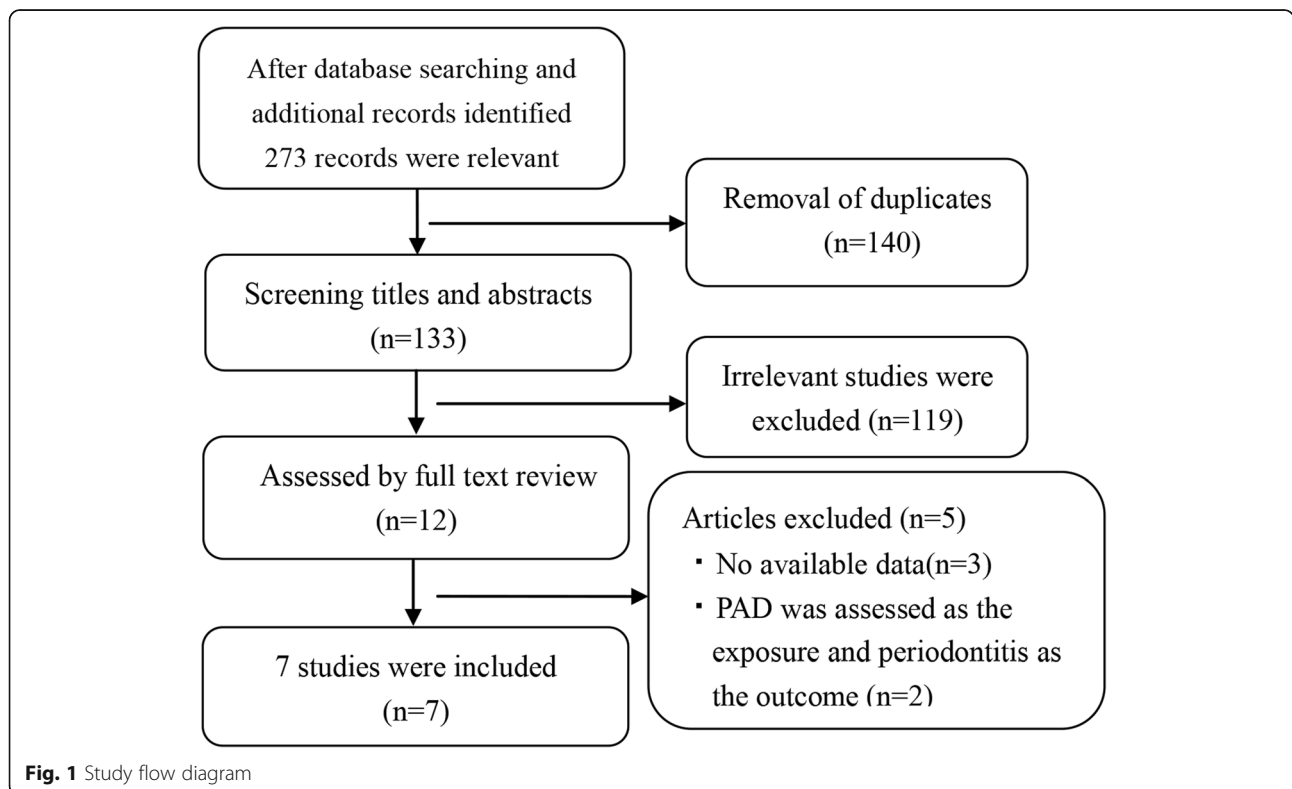 After database searching and
additional records identified
273 records were relevant
Removal of duplicates
(n=140)
Screening titles and abstracts
(n=133)
Irrelevant studies were
excluded (n=119)
Assessed by full text review
(n=12)
Articles excluded (n=5)
▪ No available data(n=3)
▪ PAD was assessed as the
exposure and periodontitis as
the outcome (n=2)
7 studies were included
(n=7)
Fig. 1 Study flow diagram